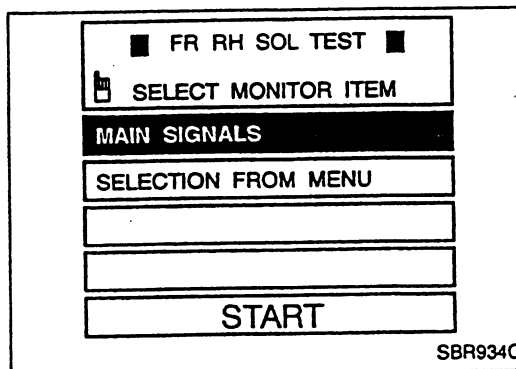 ■ FR RH SOL TEST ■
SELECT MONITOR ITEM
MAIN SIGNALS
SELECTION FROM MENU
START
SBR934C